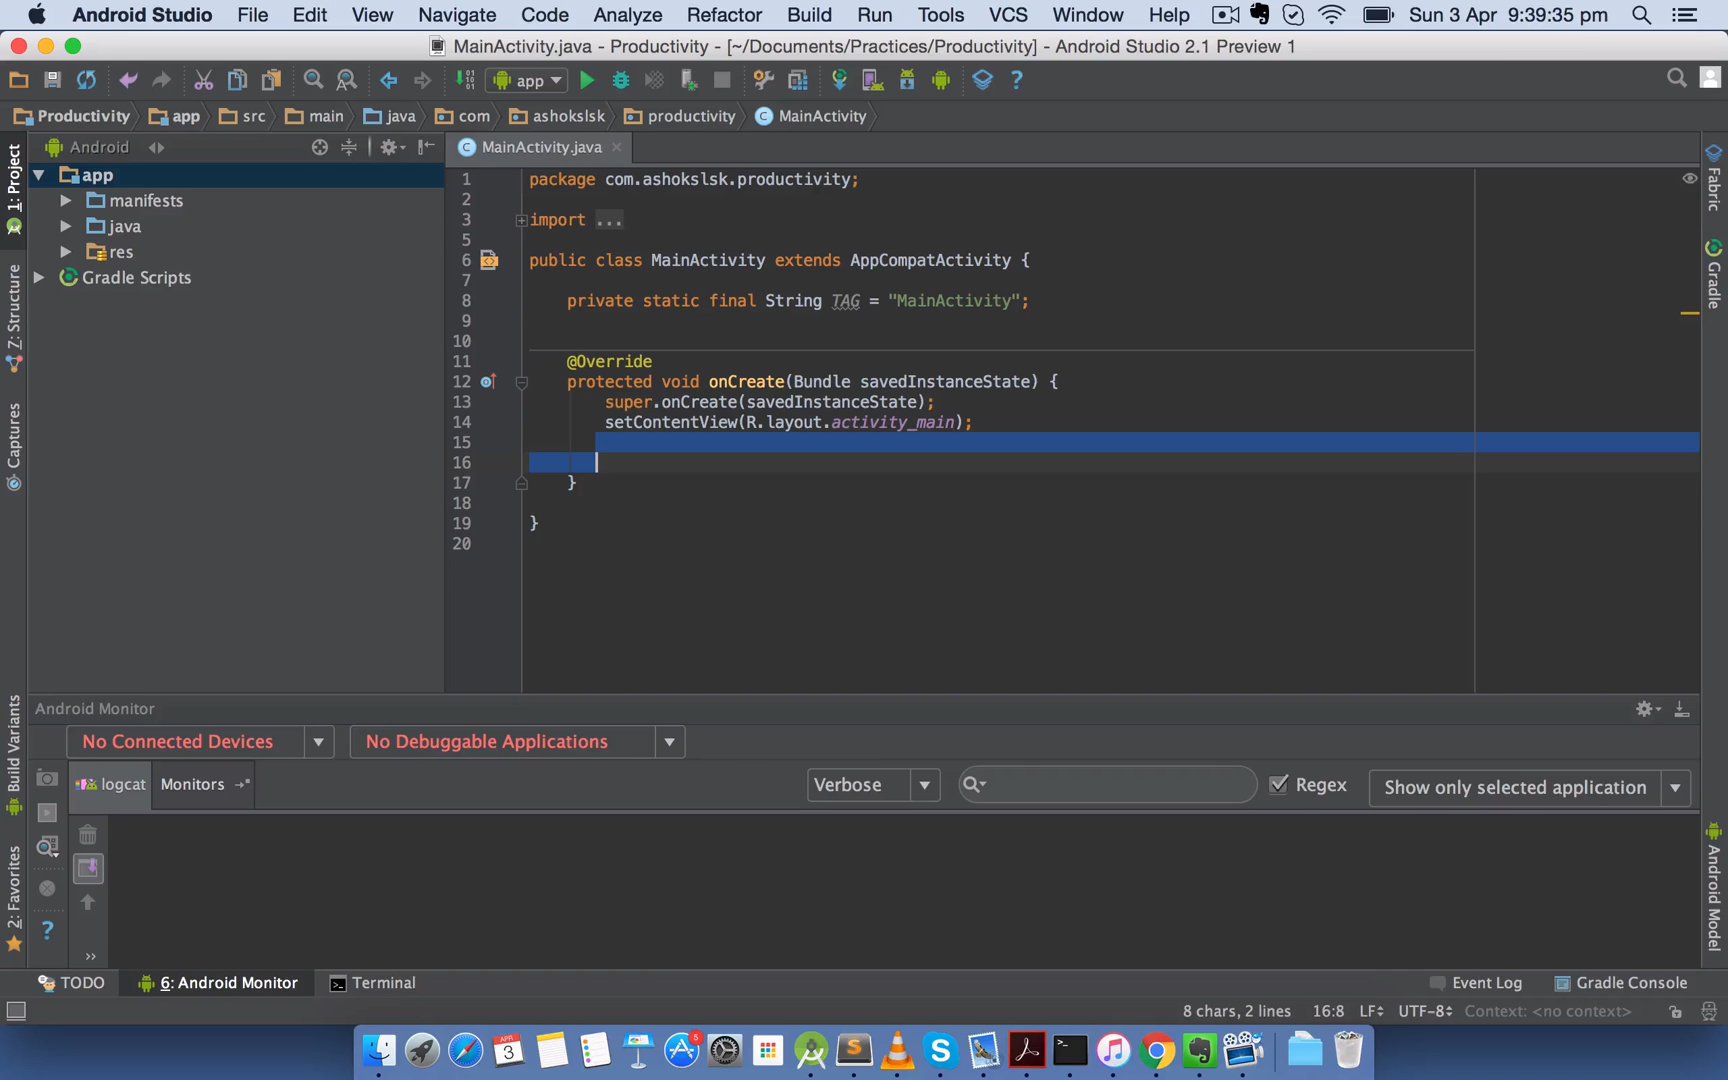 Android Studio File Edit View Navigate Code Analyze Refactor Build Run Tools VCS Window Help Sun 3 Apr 9:39:35 pm
MainActivity.java - Productivity - [~/Documents/Practices/Productivity] - Android Studio 2.1 Preview 1
app
Productivity app src main java com ashokslsk productivity MainActivity
1: Project
Z: Structure
Captures
Build Variants
2: Favorites
Android
app
manifests
java
res
Gradle Scripts
MainActivity.java
1 package com.ashokslsk.productivity;
2
3 import ...
5
6 public class MainActivity extends AppCompatActivity {
7
8 private static final String TAG = "MainActivity";
9
10
11 @Override
12 protected void onCreate(Bundle savedInstanceState) {
13 super.onCreate(savedInstanceState);
14 setContentView(R.layout.activity_main);
15
16
17 }
18
19 }
20
Fabric
Gradle
Android Model
Android Monitor
No Connected Devices No Debuggable Applications
logcat Monitors Verbose Regex Show only selected application
TODO 6: Android Monitor Terminal Event Log Gradle Console
8 chars, 2 lines 16:8 LF UTF-8 Context: <no context>
APR
3
5